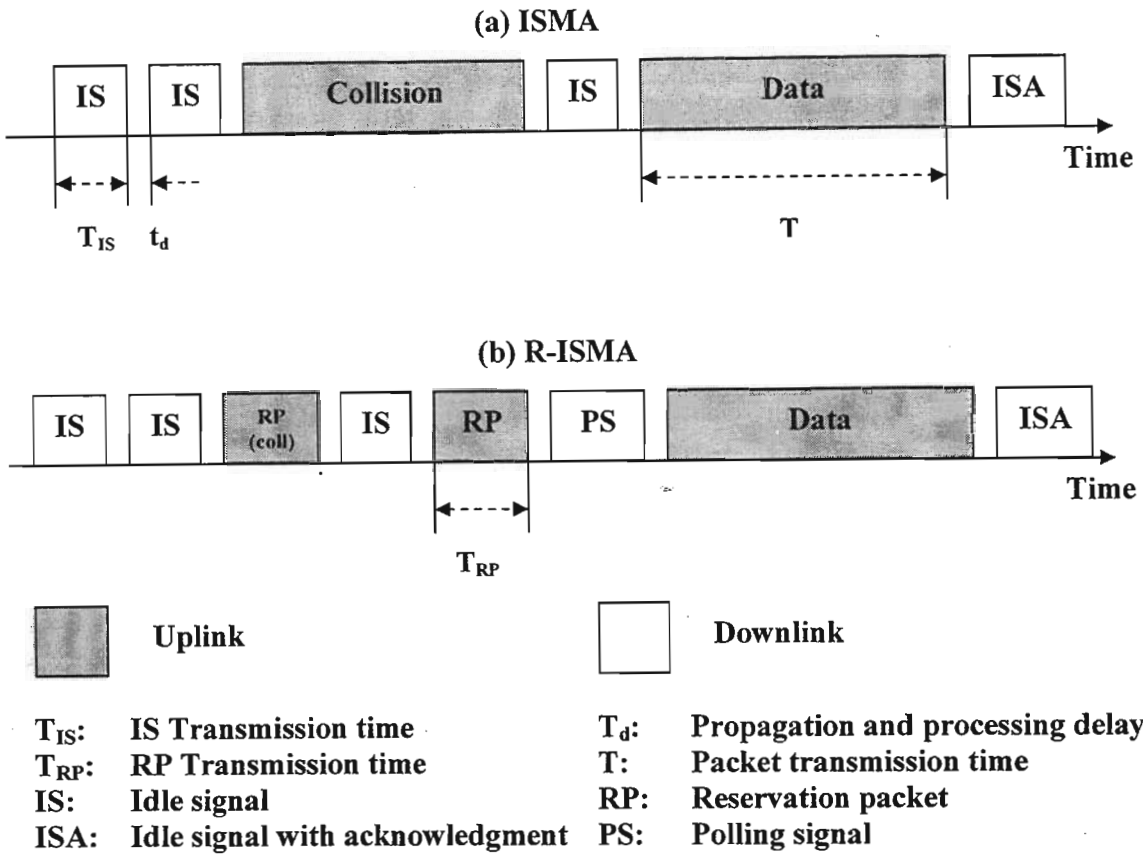 (a) ISMA
IS IS Collision IS Data ISA
Time
T_IS t_d T
(b) R-ISMA
IS IS RP (coll) IS RP PS Data ISA
Time
T_RP
Uplink Downlink
T_IS: IS Transmission time T_d: Propagation and processing delay
T_RP: RP Transmission time T: Packet transmission time
IS: Idle signal RP: Reservation packet
ISA: Idle signal with acknowledgment PS: Polling signal